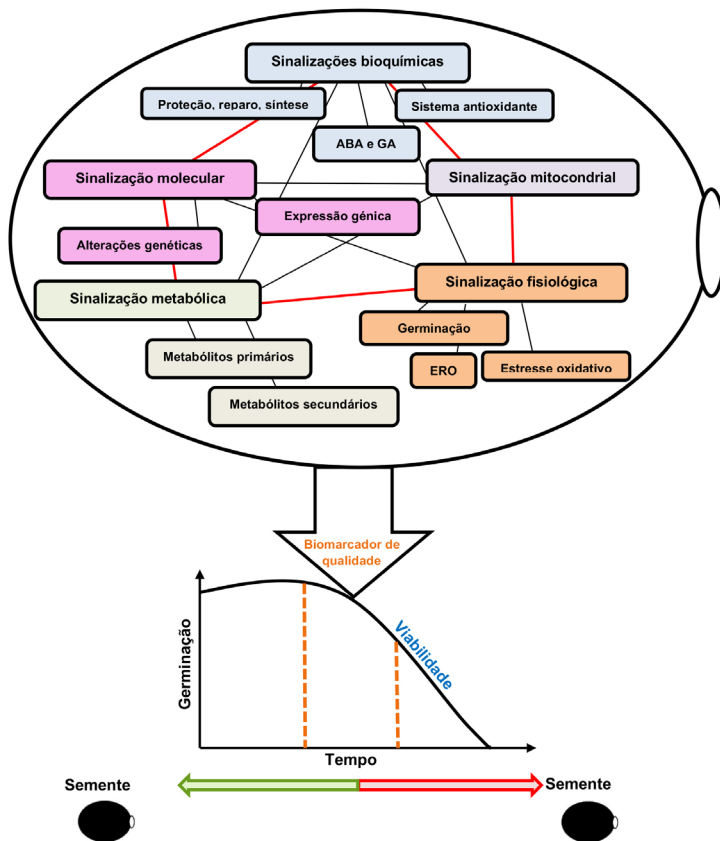 Sinalizações bioquímicas
Proteção, reparo, síntese
Sistema antioxidante
ABA e GA
Sinalização molecular
Sinalização mitocondrial
Expressão génica
Alterações genéticas
Sinalização fisiológica
Sinalização metabólica
Germinação
Metabólitos primários
ERO
Estresse oxidativo
Metabólitos secundários
Biomarcador de
qualidade
Germinação
Viabilidade
Tempo
Semente
Semente